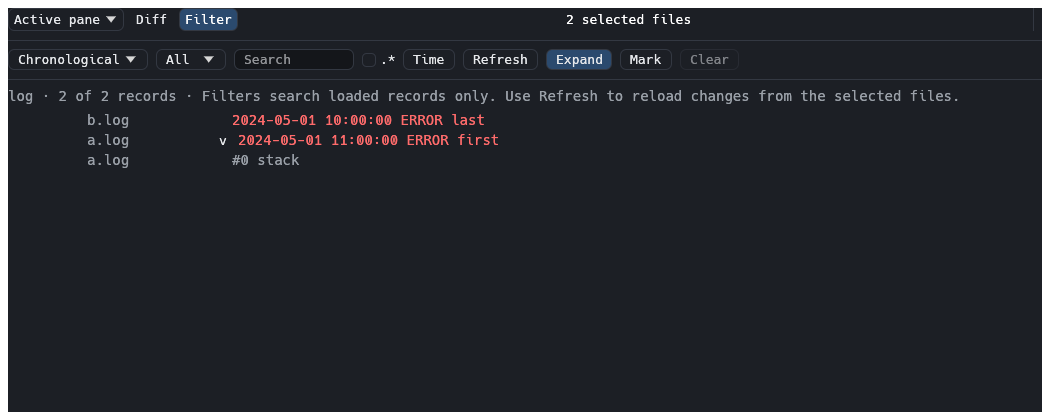 Active pane Diff Filter 2 selected files
Chronological All Search .* Time Refresh Expand Mark Clear
log · 2 of 2 records · Filters search loaded records only. Use Refresh to reload changes from the selected files.
b.log 2024-05-01 10:00:00 ERROR last
a.log v 2024-05-01 11:00:00 ERROR first
a.log #0 stack